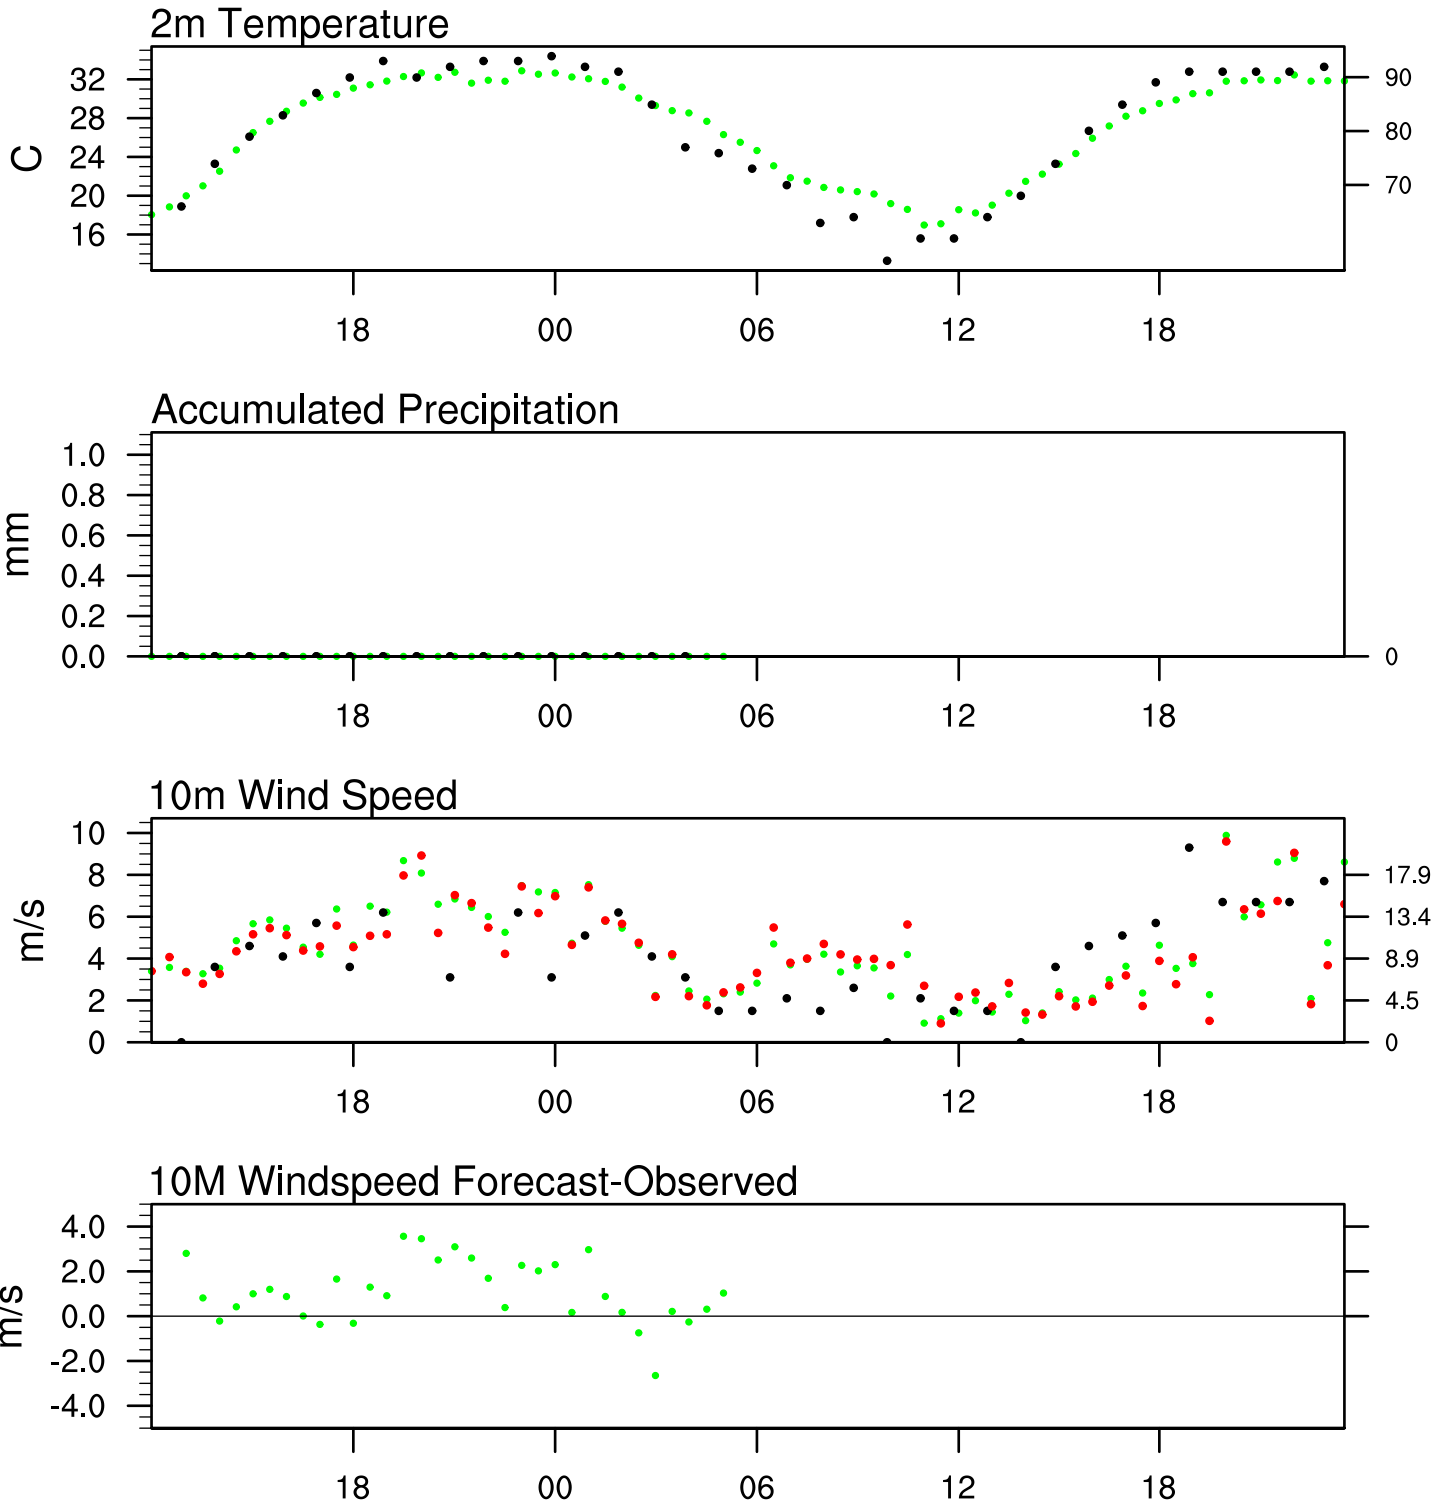 2m Temperature
C
32
28
24
20
16
90
80
70
18 00 06 12 18
Accumulated Precipitation
mm
1.0
0.8
0.6
0.4
0.2
0.0
0
18 00 06 12 18
10m Wind Speed
m/s
10
8
6
4
2
0
17.9
13.4
8.9
4.5
0
18 00 06 12 18
10M Windspeed Forecast-Observed
m/s
4.0
2.0
0.0
-2.0
-4.0
18 00 06 12 18